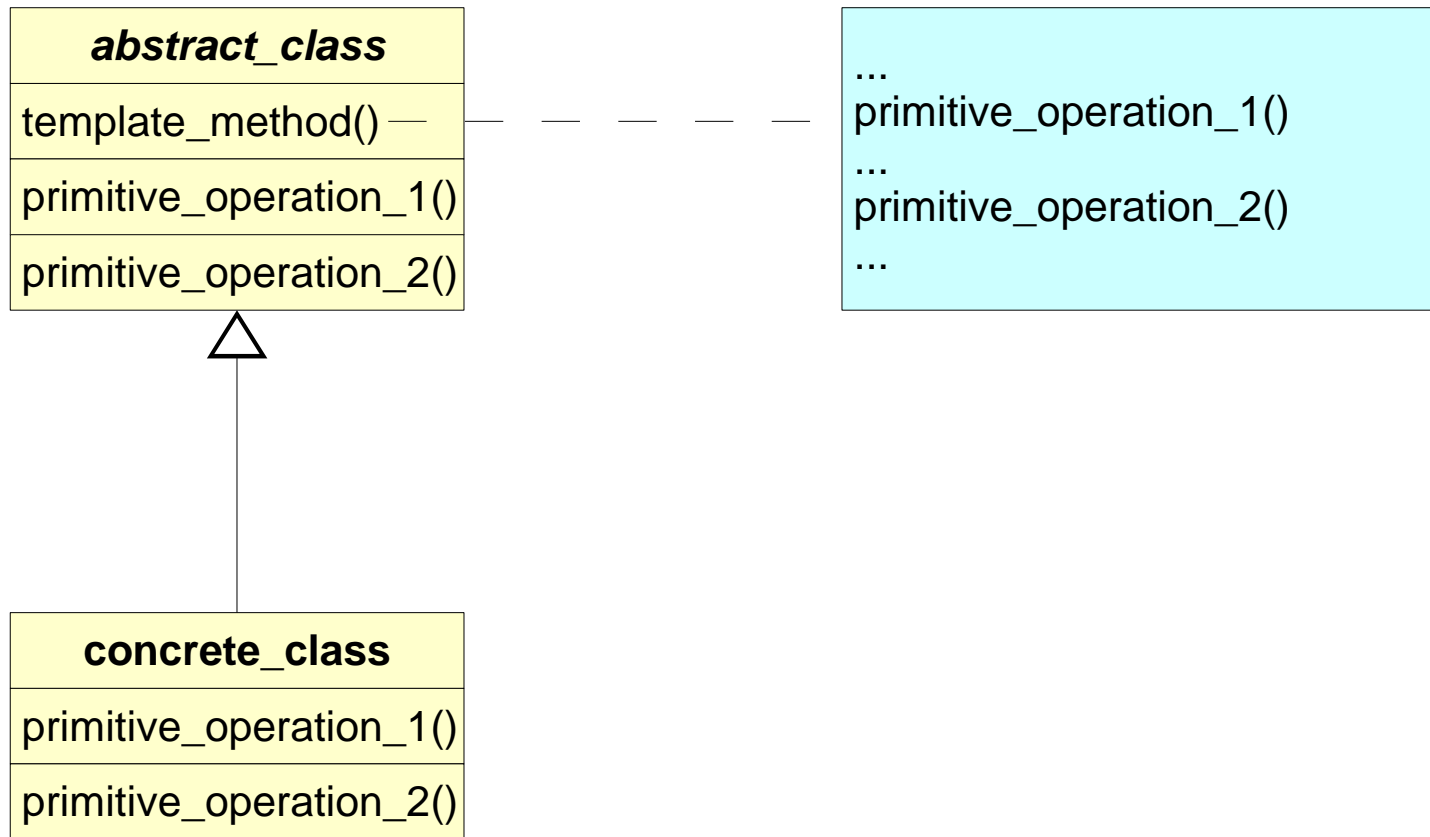 abstract_class
template_method()
primitive_operation_1()
primitive_operation_2()
...
primitive_operation_1()
...
primitive_operation_2()
...
concrete_class
primitive_operation_1()
primitive_operation_2()